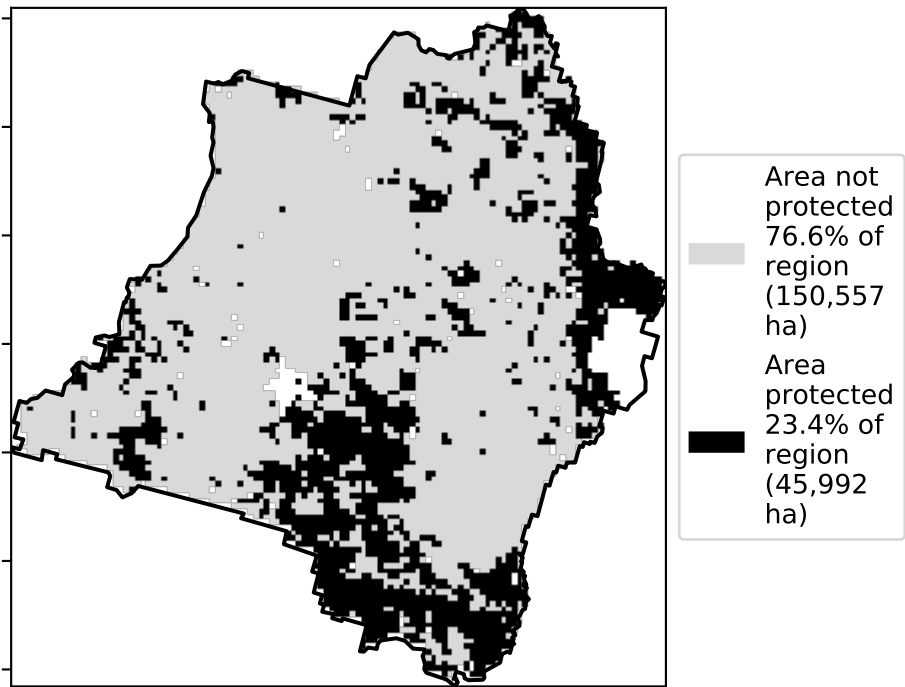 Area not
protected
76.6% of
region
(150,557
ha)
Area
protected
23.4% of
region
(45,992
ha)